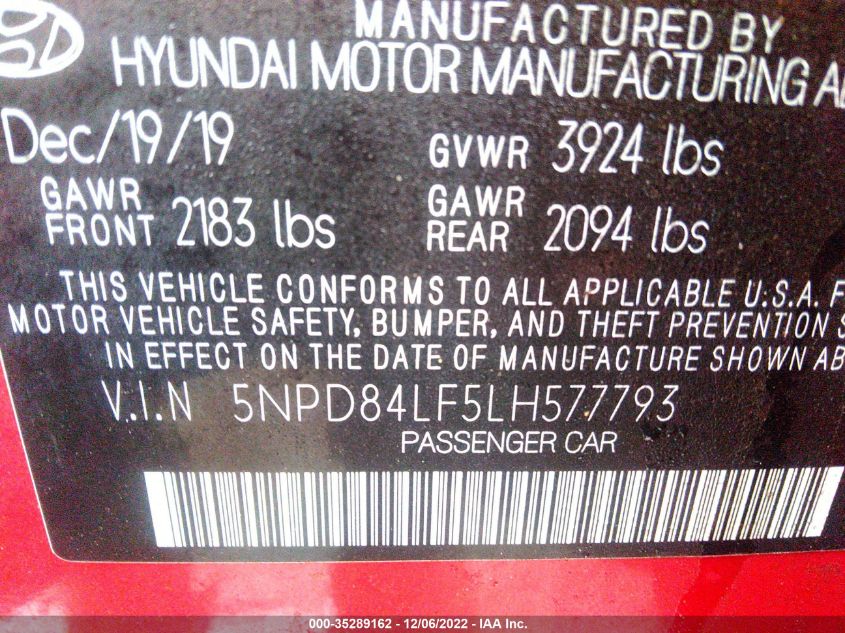 MANUFACTURED BY
HYUNDAI MOTOR MANUFACTURING
Dec/19/19 GVWR 3924 lbs
GAWR FRONT 2183 lbs GAWR REAR 2094 lbs
THIS VEHICLE CONFORMS TO ALL APPLICABLE U.S.A. F
MOTOR VEHICLE SAFETY, BUMPER, AND THEFT PREVENTION S
IN EFFECT ON THE DATE OF MANUFACTURE SHOWN AB
V.I.N 5NPD84LF5LH577793
PASSENGER CAR
000-35289162 - 12/06/2022 - IAA Inc.